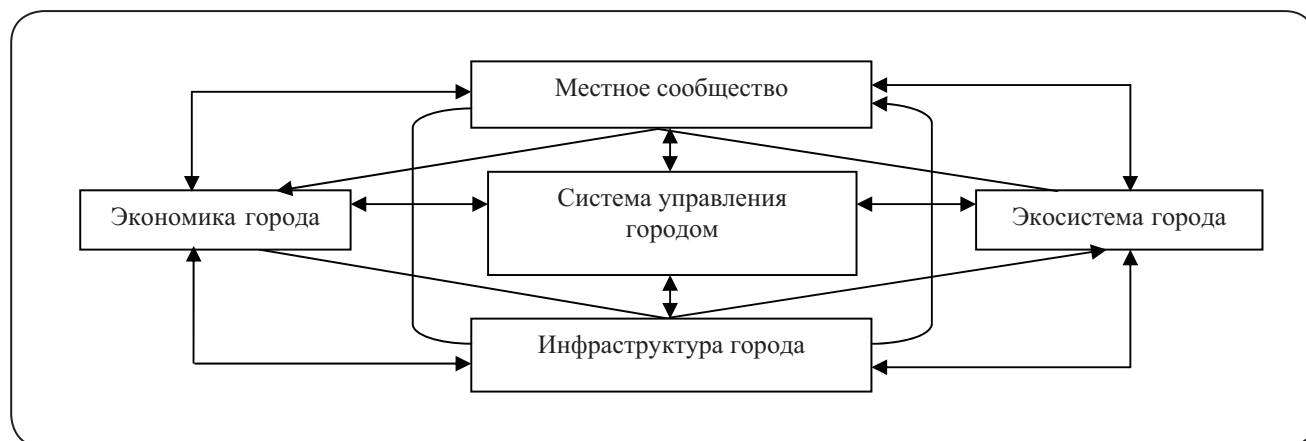 Местное сообщество
Экономика города
Система управления
городом
Экосистема города
Инфраструктура города